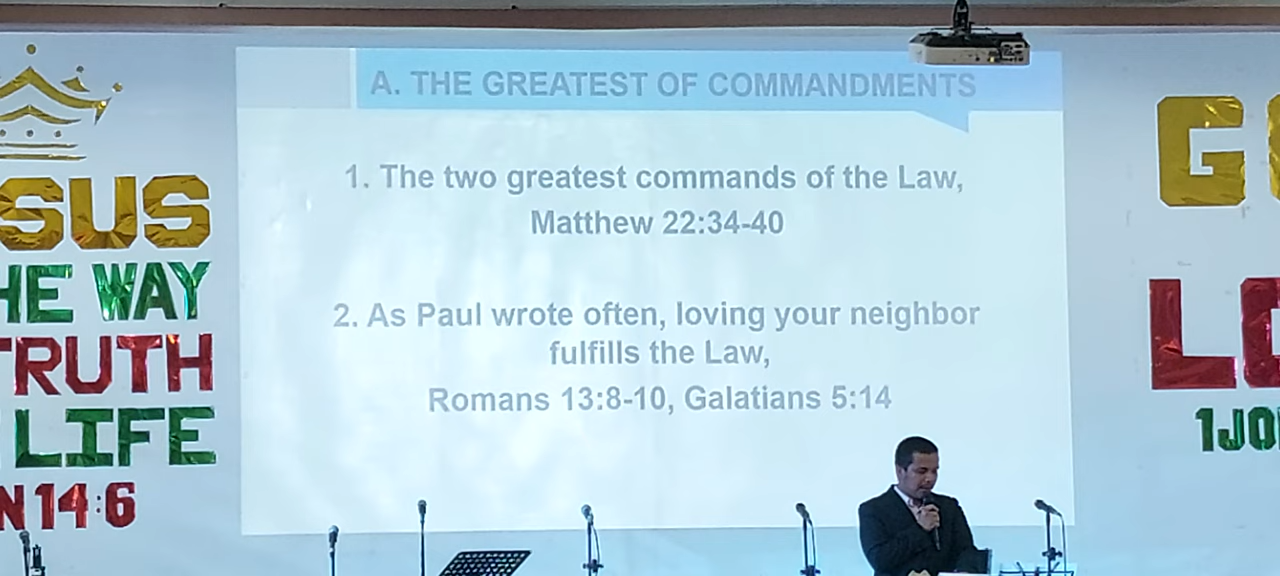 A. THE GREATEST OF COMMANDMENTS
1. The two greatest commands of the Law,
Matthew 22:34-40
2. As Paul wrote often, loving your neighbor
fulfills the Law,
Romans 13:8-10, Galatians 5:14
SUS
HE WAY
TRUTH
LIFE
N 14:6
G
LO
1JO